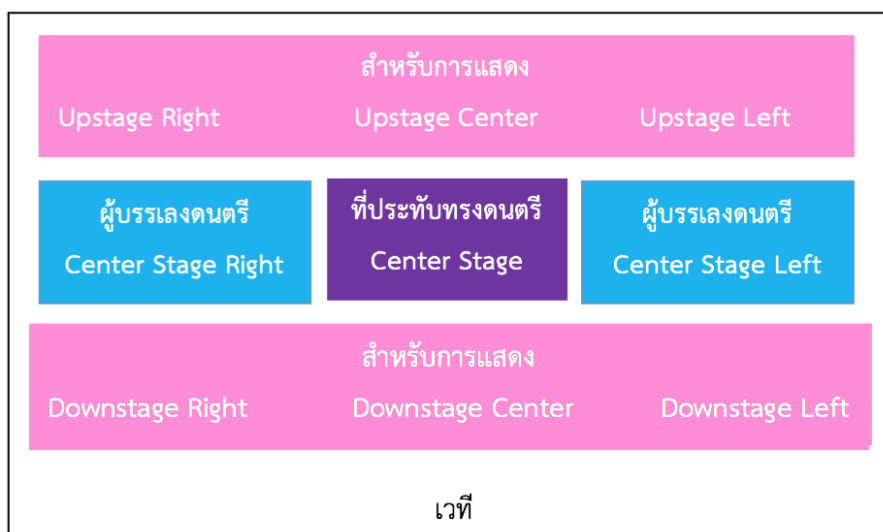 สำหรับการแสดง
Upstage Right Upstage Center Upstage Left
ผู้บรรเลงดนตรี
Center Stage Right
ที่ประทับทรงดนตรี
Center Stage
ผู้บรรเลงดนตรี
Center Stage Left
สำหรับการแสดง
Downstage Right Downstage Center Downstage Left
เวที